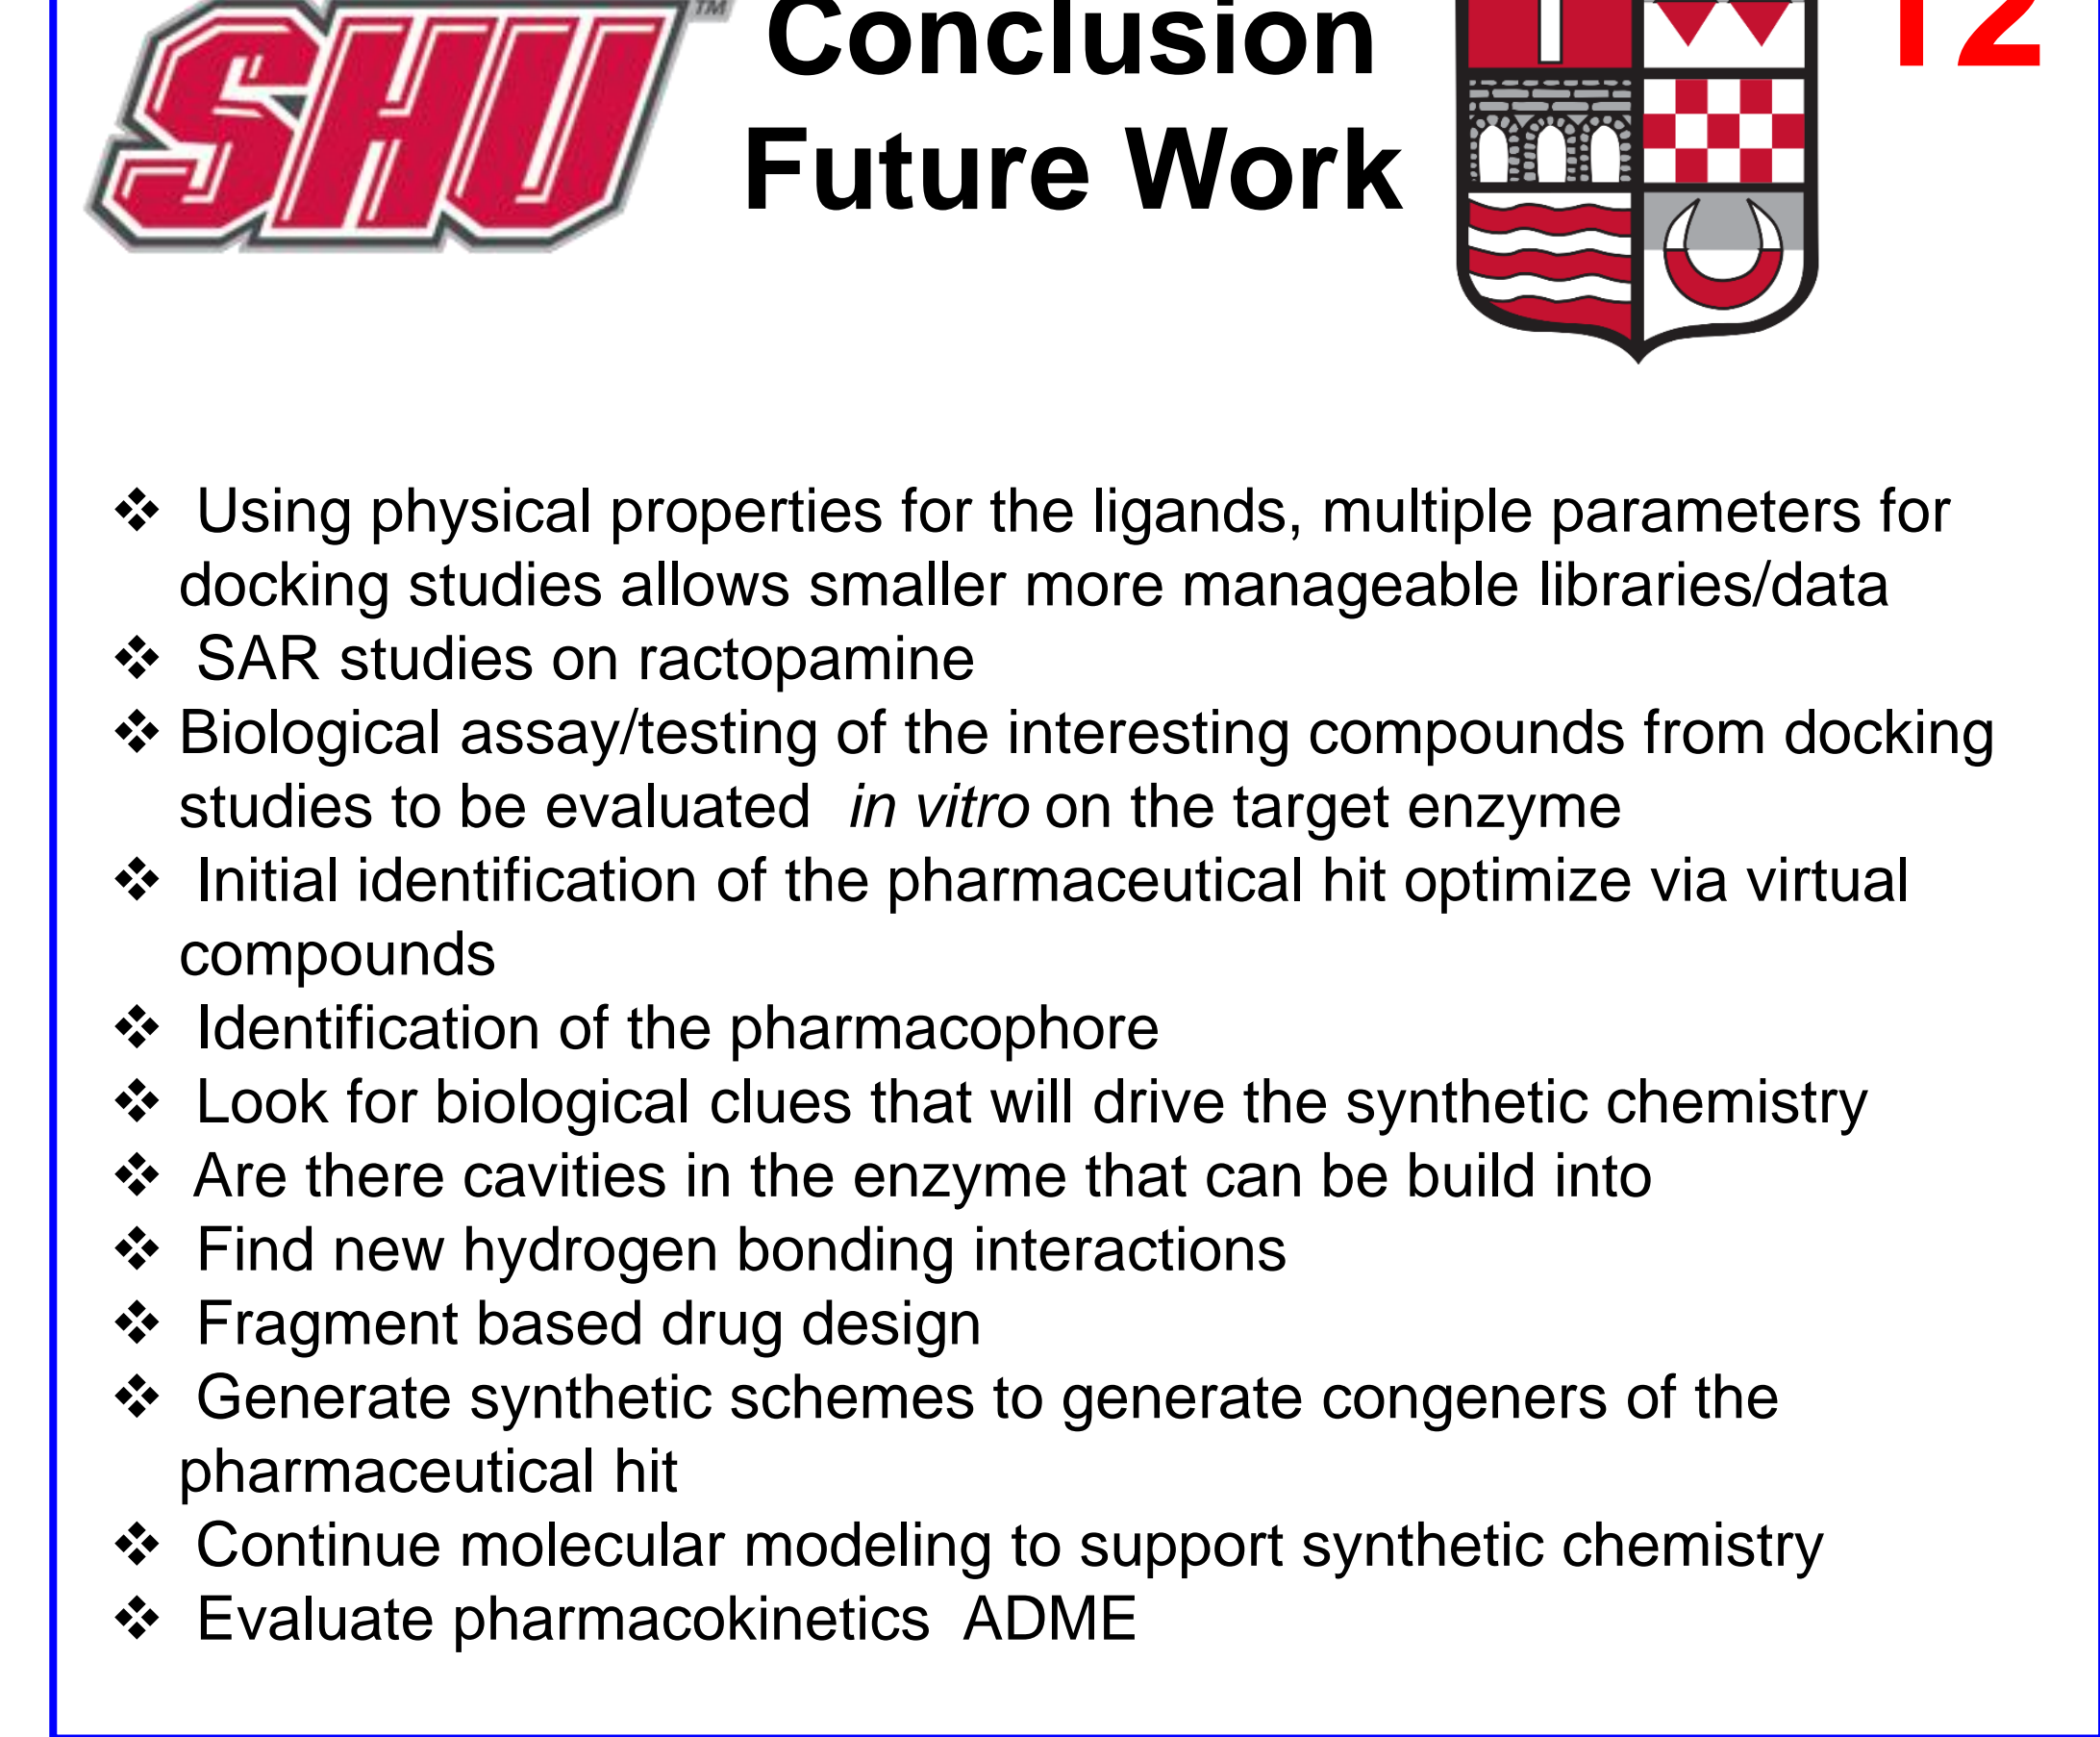 SHU TM
Conclusion
12
Future Work
❖ Using physical properties for the ligands, multiple parameters for
docking studies allows smaller more manageable libraries/data
❖ SAR studies on ractopamine
❖ Biological assay/testing of the interesting compounds from docking
studies to be evaluated in vitro on the target enzyme
❖ Initial identification of the pharmaceutical hit optimize via virtual
compounds
❖ Identification of the pharmacophore
❖ Look for biological clues that will drive the synthetic chemistry
❖ Are there cavities in the enzyme that can be build into
❖ Find new hydrogen bonding interactions
❖ Fragment based drug design
❖ Generate synthetic schemes to generate congeners of the
pharmaceutical hit
❖ Continue molecular modeling to support synthetic chemistry
❖ Evaluate pharmacokinetics ADME